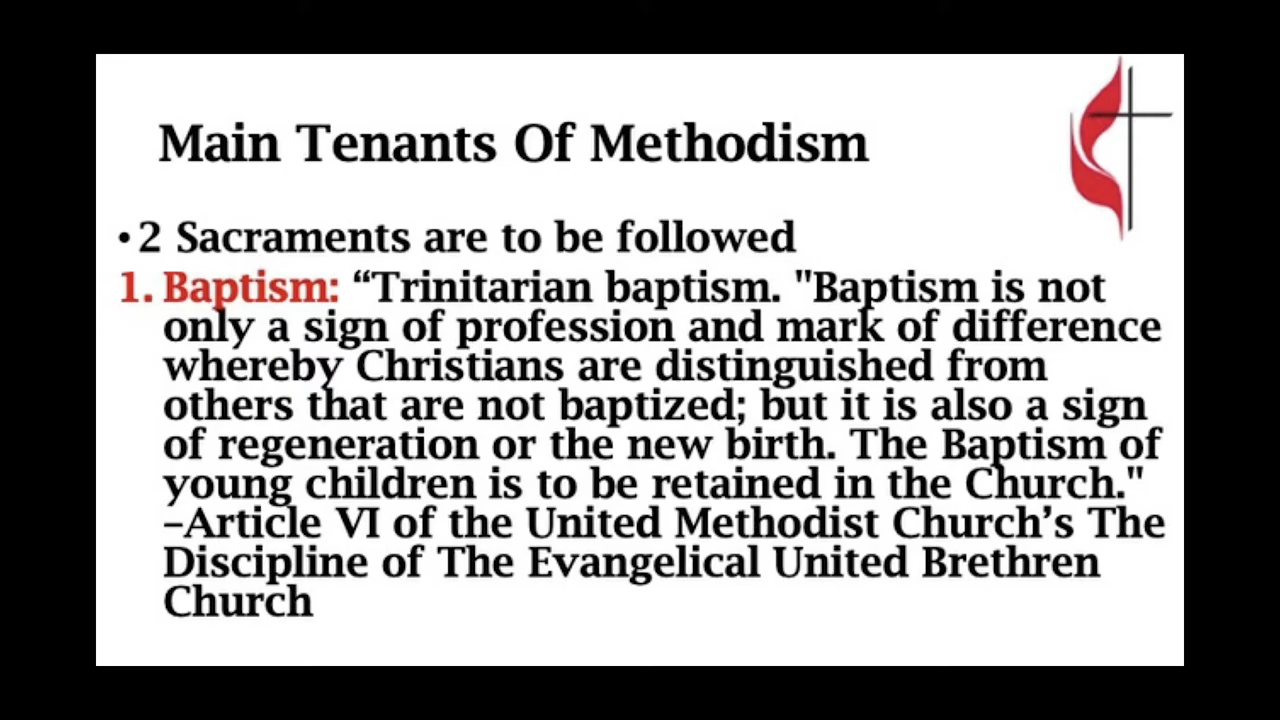 Main Tenants Of Methodism
•2 Sacraments are to be followed
1. Baptism: “Trinitarian baptism. "Baptism is not
only a sign of profession and mark of difference
whereby Christians are distinguished from
others that are not baptized; but it is also a sign
of regeneration or the new birth. The Baptism of
young children is to be retained in the Church."
–Article VI of the United Methodist Church’s The
Discipline of The Evangelical United Brethren
Church